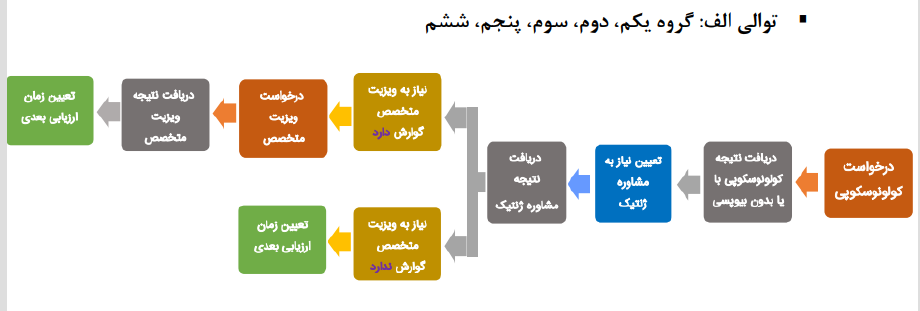 ▪ توالی الف: گروه یکم، دوم، سوم، پنجم، ششم
درخواست
کولونوسکوپی
دریافت نتیجه
کولونوسکوپی با
یا بدون بیوپسی
تعیین نیاز به
مشاوره
ژنتیک
دریافت
نتیجه
مشاوره ژنتیک
نیاز به ویزیت
متخصص
گوارش دارد
درخواست
ویزیت
متخصص
دریافت نتیجه
ویزیت
متخصص
تعیین زمان
ارزیابی بعدی
نیاز به ویزیت
متخصص
گوارش ندارد
تعیین زمان
ارزیابی بعدی